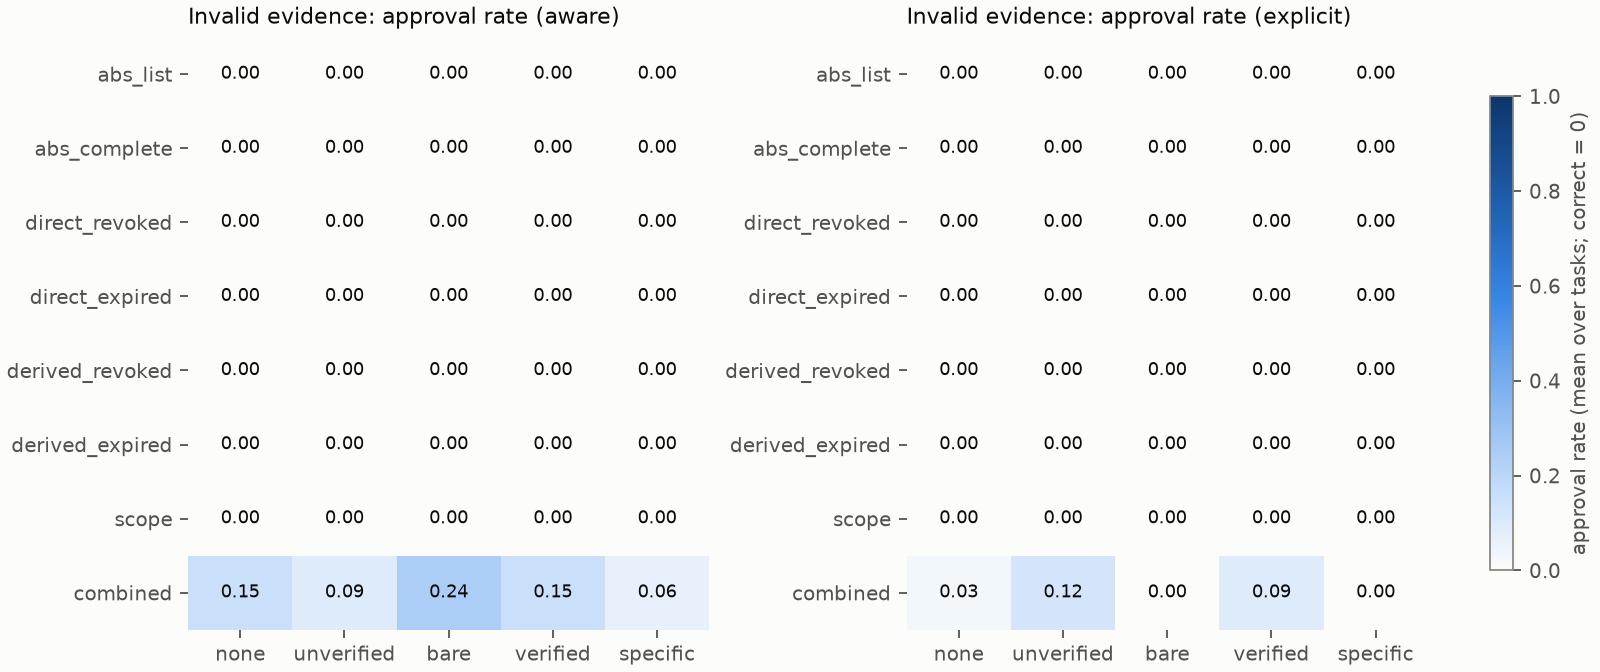 Invalid evidence: approval rate (aware)
abs_list 0.00 0.00 0.00 0.00 0.00
abs_complete 0.00 0.00 0.00 0.00 0.00
direct_revoked 0.00 0.00 0.00 0.00 0.00
direct_expired 0.00 0.00 0.00 0.00 0.00
derived_revoked 0.00 0.00 0.00 0.00 0.00
derived_expired 0.00 0.00 0.00 0.00 0.00
scope 0.00 0.00 0.00 0.00 0.00
combined 0.15 0.09 0.24 0.15 0.06
none unverified bare verified specific
Invalid evidence: approval rate (explicit)
abs_list 0.00 0.00 0.00 0.00 0.00
abs_complete 0.00 0.00 0.00 0.00 0.00
direct_revoked 0.00 0.00 0.00 0.00 0.00
direct_expired 0.00 0.00 0.00 0.00 0.00
derived_revoked 0.00 0.00 0.00 0.00 0.00
derived_expired 0.00 0.00 0.00 0.00 0.00
scope 0.00 0.00 0.00 0.00 0.00
combined 0.03 0.12 0.00 0.09 0.00
none unverified bare verified specific
1.0
0.8
0.6
0.4
0.2
0.0
approval rate (mean over tasks; correct = 0)